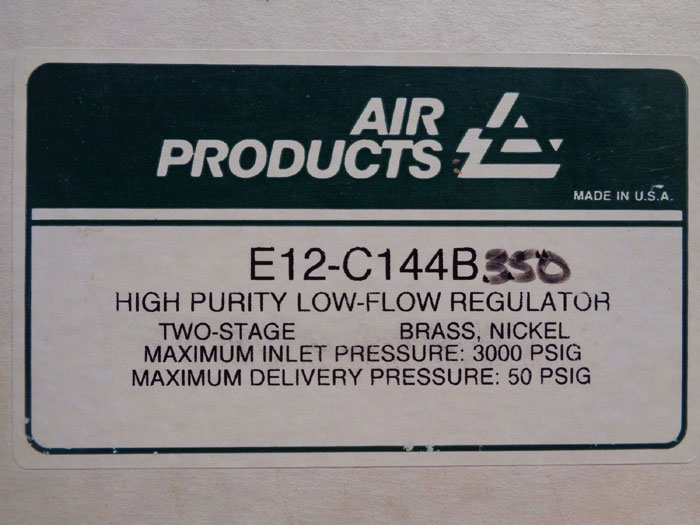 AIR
PRODUCTS
MADE IN U.S.A.
E12-C144B350
HIGH PURITY LOW-FLOW REGULATOR
TWO-STAGE BRASS, NICKEL
MAXIMUM INLET PRESSURE: 3000 PSIG
MAXIMUM DELIVERY PRESSURE: 50 PSIG